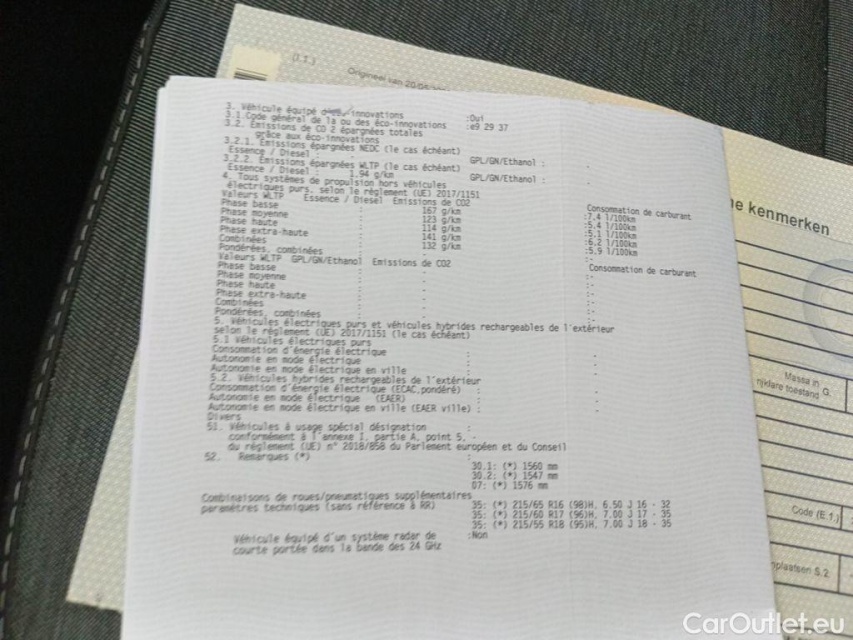 (I.1.)
Origineel van 20/04/
3. Véhicule équipé d'éco-innovations :Oui
3.1 Code général de la ou des éco-innovations :e9 29 37
3.2. Emissions de CO 2 épargnées totales
grâce aux éco-innovations
3.2.1. Emissions épargnées NEDC (le cas échéant)
Essence / Diesel : - GPL/GN/Ethanol : -
3.2.2. Emissions épargnées WLTP (le cas échéant)
Essence / Diesel : 1.94 g/km GPL/GN/Ethanol : -
4. Tous systèmes de propulsion hors véhicules
électriques purs, selon le règlement (UE) 2017/1151
Valeurs WLTP Essence / Diesel Emissions de CO2 Consommation de carburant
Phase basse : 167 g/km :7.4 l/100km
Phase moyenne : 123 g/km :5.4 l/100km
Phase haute : 114 g/km :5.1 l/100km
Phase extra-haute : 141 g/km :6.2 l/100km
Combinées : 132 g/km :5.9 l/100km
Pondérées, combinées : - :-
Valeurs WLTP GPL/GN/Ethanol Emissions de CO2 Consommation de carburant
Phase basse : - :-
Phase moyenne : - :-
Phase haute : - :-
Phase extra-haute : - :-
Combinées : - :-
Pondérées, combinées : - :-
5. Véhicules électriques purs et véhicules hybrides rechargeables de l'extérieur
selon le règlement (UE) 2017/1151 (le cas échéant)
5.1 Véhicules électriques purs
Consommation d'énergie électrique : -
Autonomie en mode électrique : -
Autonomie en mode électrique en ville : -
5.2. Véhicules hybrides rechargeables de l'extérieur
Consommation d'énergie électrique (ECAC,pondéré) : -
Autonomie en mode électrique (EAER) : -
Autonomie en mode électrique en ville (EAER ville) : -
Divers
51. Véhicules à usage spécial désignation :
conformément à l'annexe I, partie A, point 5, -
du règlement (UE) n° 2018/858 du Parlement européen et du Conseil
52. Remarques (*) :
30.1: (*) 1560 mm
30.2: (*) 1547 mm
07: (*) 1576 mm
Combinaisons de roues/pneumatiques supplémentaires
paramètres techniques (sans référence à RR)
35: (*) 215/65 R16 (98)H, 6.50 J 16 - 32
35: (*) 215/60 R17 (96)H, 7.00 J 17 - 35
35: (*) 215/55 R18 (95)H, 7.00 J 18 - 35
Véhicule équipé d'un système radar de :Non
courte portée dans la bande des 24 GHz
e kenmerken
Massa in G.
rijklare toestand
Code (E.1.)
plaatsen S.2
CarOutlet.eu